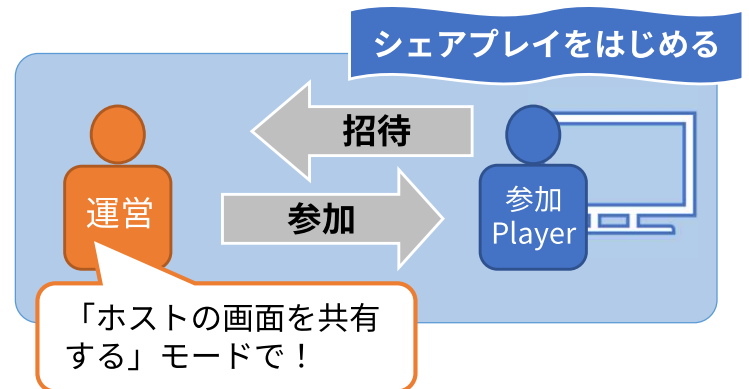 シェアプレイをはじめる
招待
運営
参加
参加
Player
「ホストの画面を共有
する」モードで！